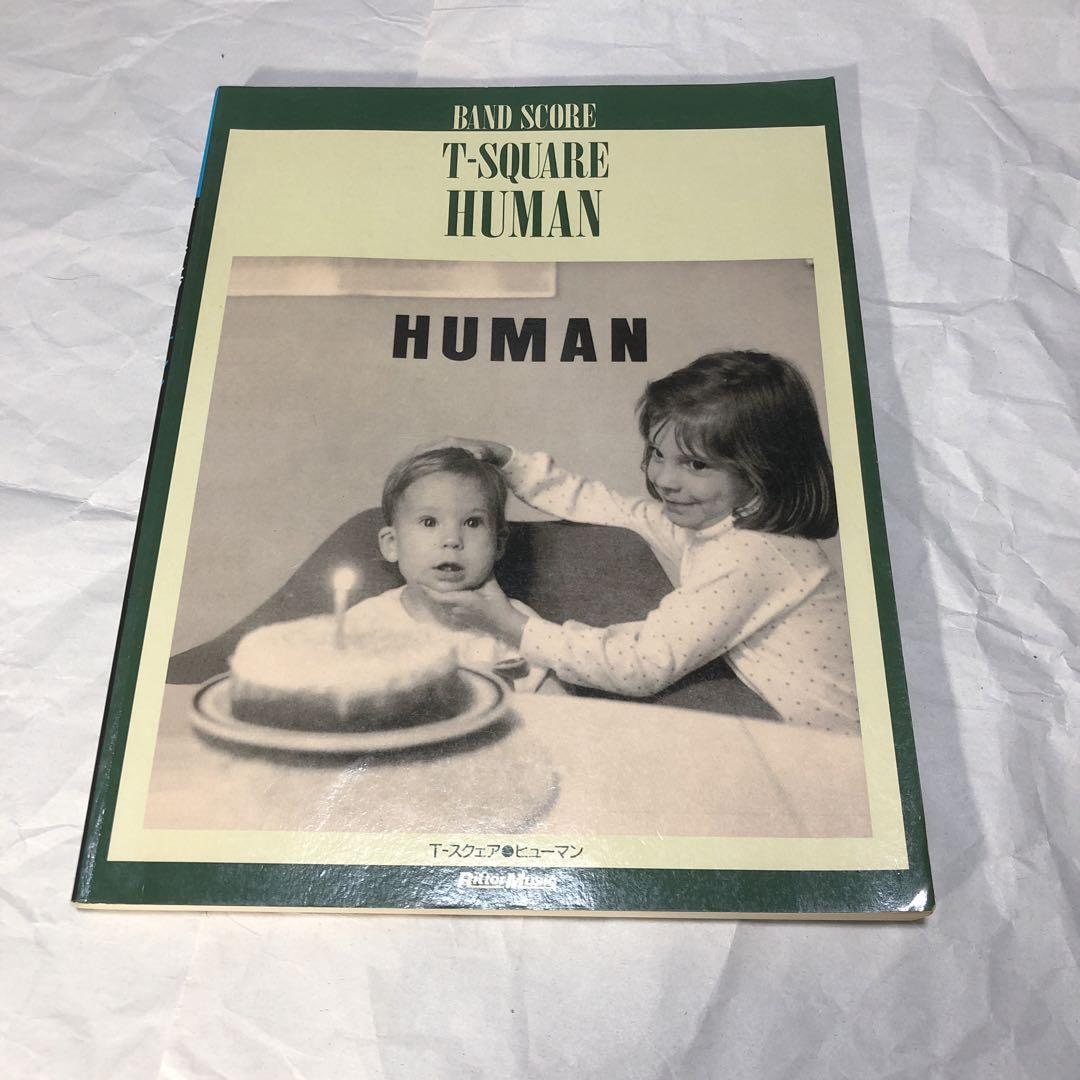 BAND SCORE
T-SQUARE
HUMAN
HUMAN
T-スクェア●ヒューマン
Rittor Music